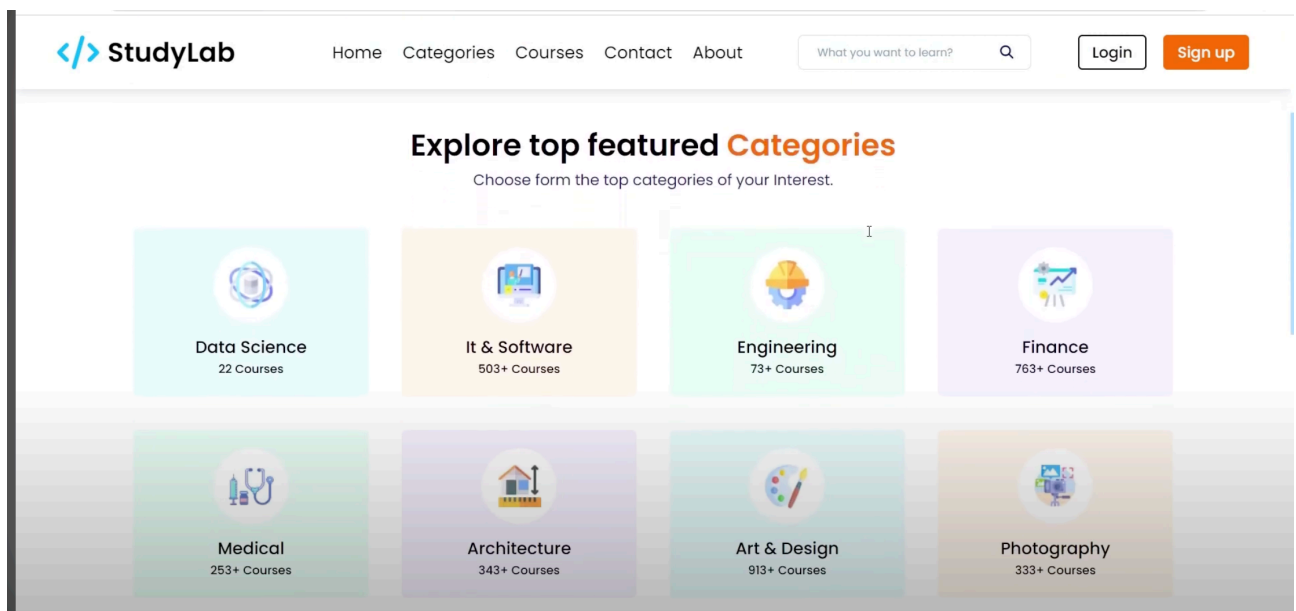 </> StudyLab Home Categories Courses Contact About What you want to learn? Login Sign up
Explore top featured Categories
Choose form the top categories of your Interest.
Data Science It & Software Engineering Finance
22 Courses 503+ Courses 73+ Courses 763+ Courses
Medical Architecture Art & Design Photography
253+ Courses 343+ Courses 913+ Courses 333+ Courses